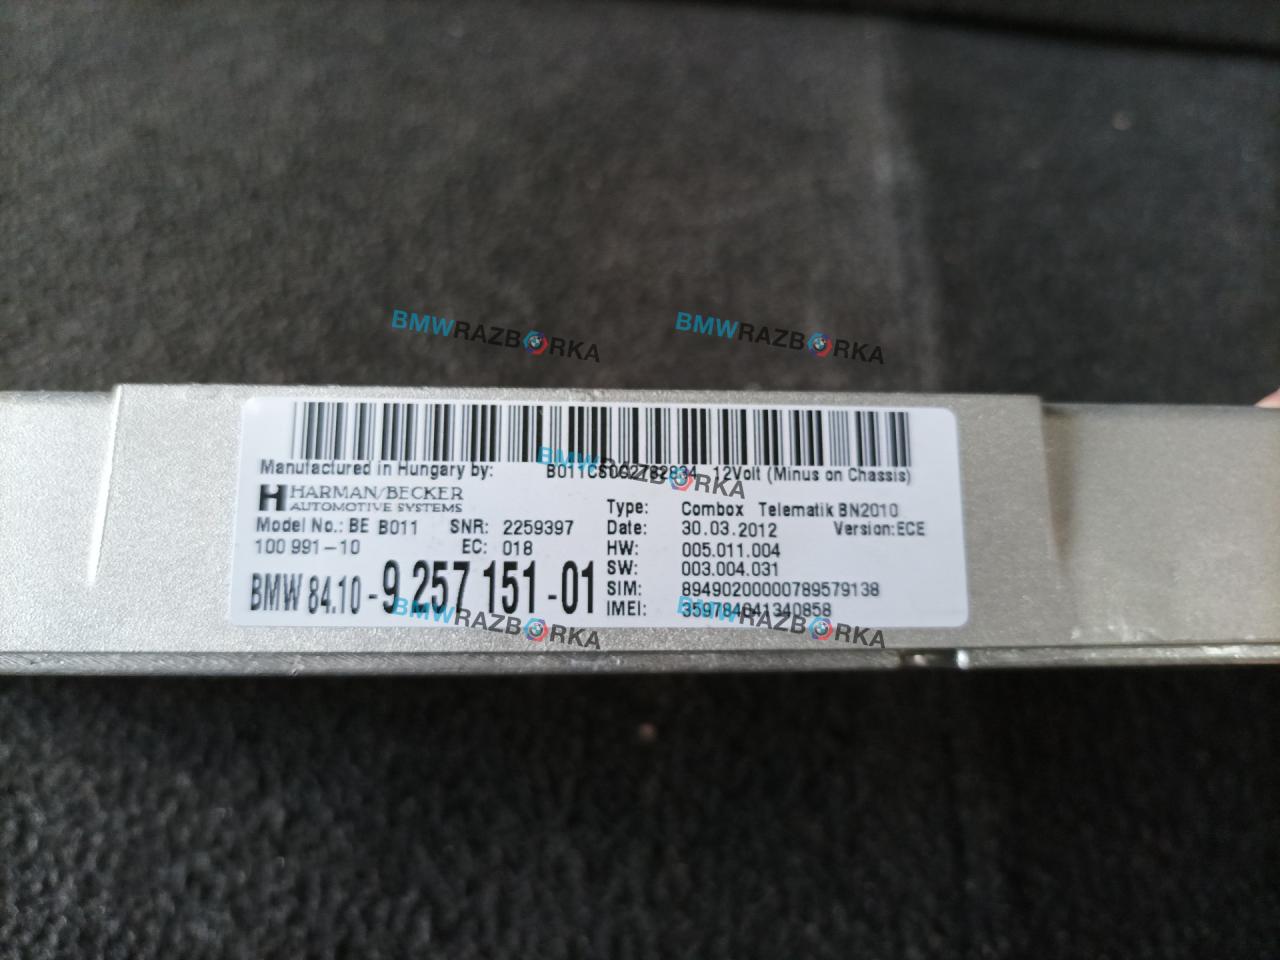 BMWRAZBORKA BMWRAZBORKA
Manufactured in Hungary by: 12Volt (Minus on Chassis)
BMWRAZBORKA
HARMAN/BECKER
AUTOMOTIVE SYSTEMS
Type: Combox Telematik BN2010
Model No.: BE B011 SNR: 2259397 Date: 30.03.2012 Version:ECE
100 991-10 EC: 018 HW: 005.011.004
SW: 003.004.031
BMW 84.10 - 9 257 151 - 01 SIM: 89490200000789579138
IMEI: 359784041340858
BMWRAZBORKA BMWRAZBORKA